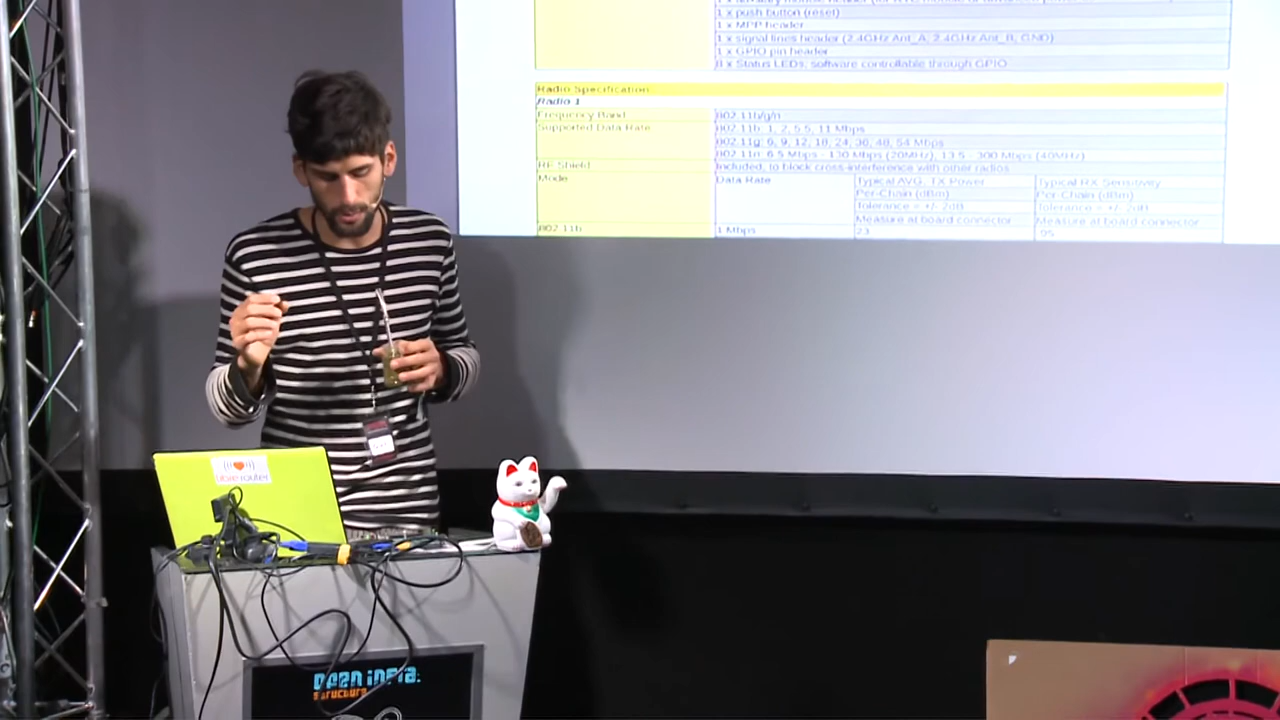 1 x push button (reset)
1 x MPP header
1 x signal lines header (2.4GHz Ant_A, 2.4GHz Ant_B, GND)
1 x GPIO pin header
8 x Status LEDs, software controllable through GPIO
Radio Specification
Radio 1
Frequency Band 802.11b/g/n
Supported Data Rate 802.11b: 1, 2, 5.5, 11 Mbps
802.11g: 6, 9, 12, 18, 24, 36, 48, 54 Mbps
802.11n: 6.5 Mbps - 130 Mbps (20MHz), 13.5 - 300 Mbps (40MHz)
RF Shield Included, to block cross-interference with other radios
Mode Data Rate Typical AVG. TX Power Typical RX Sensitivity
Per-Chain (dBm) Per-Chain (dBm)
Tolerance = +/- 2dB Tolerance = +/- 2dB
Measure at board connector Measure at board connector
802.11b 1 Mbps 23 -95
librerouter
open infra:
structure